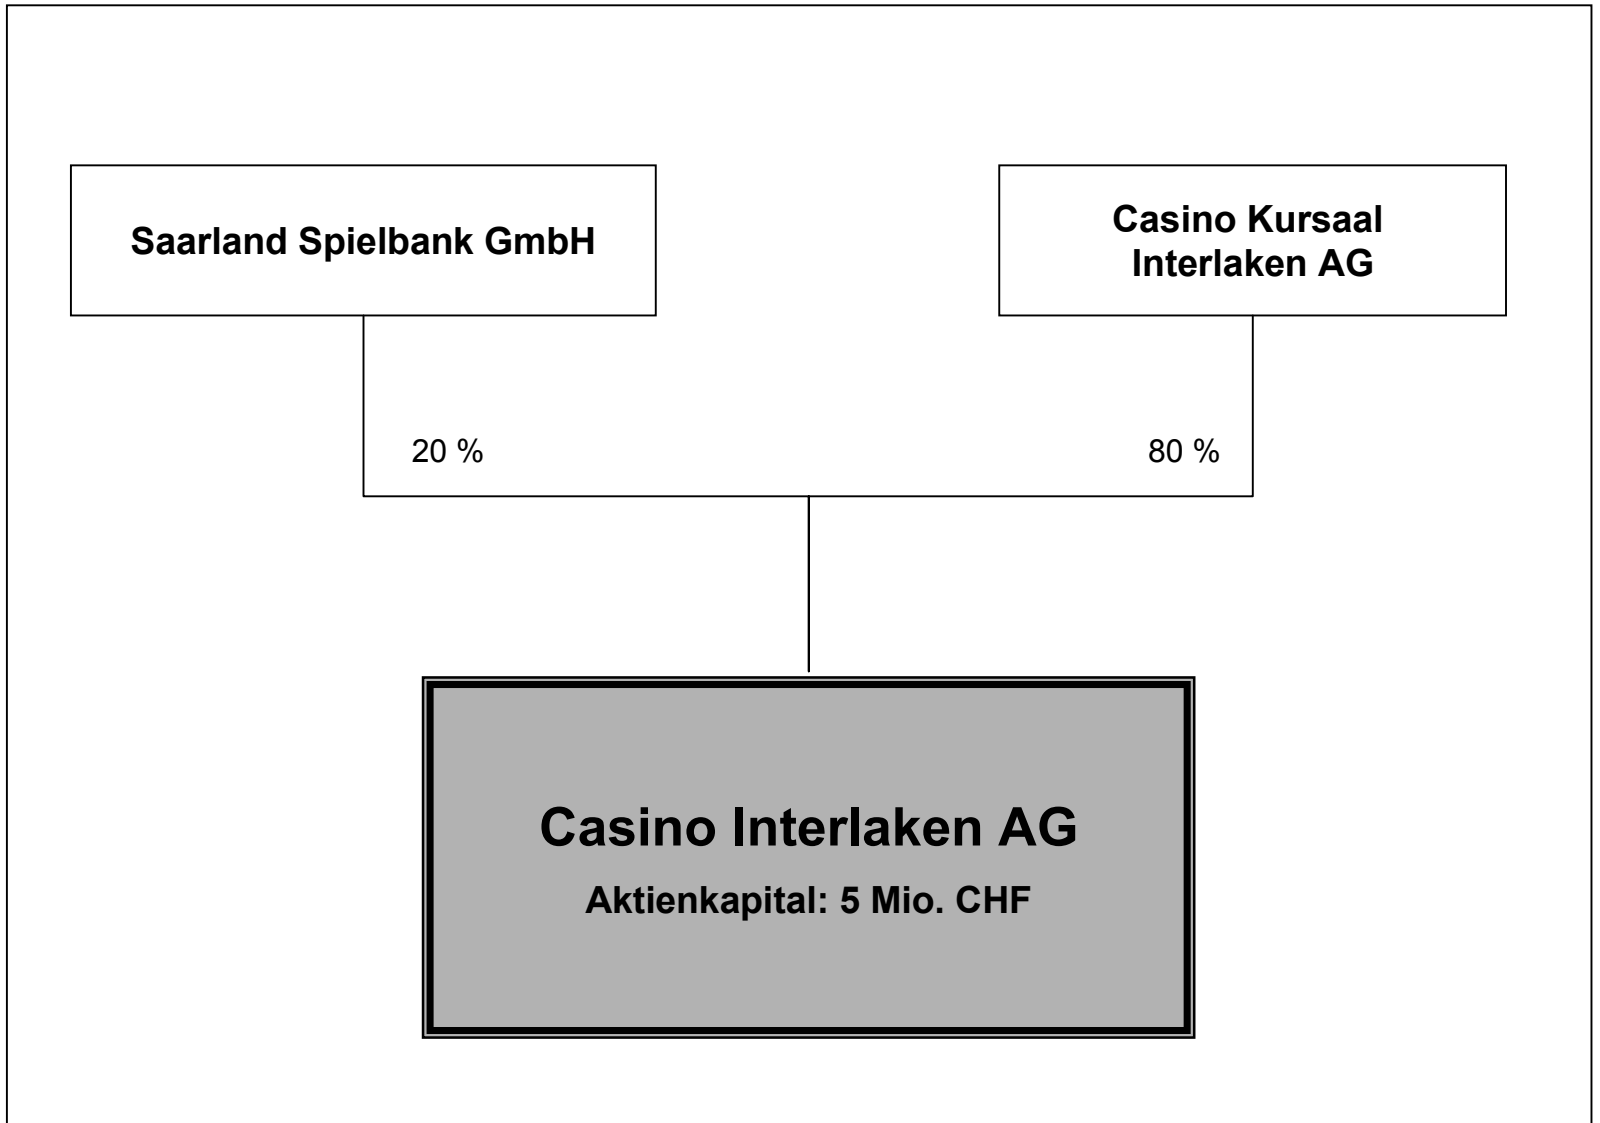 Saarland Spielbank GmbH
Casino Kursaal
Interlaken AG
20 %
80 %
Casino Interlaken AG
Aktienkapital: 5 Mio. CHF